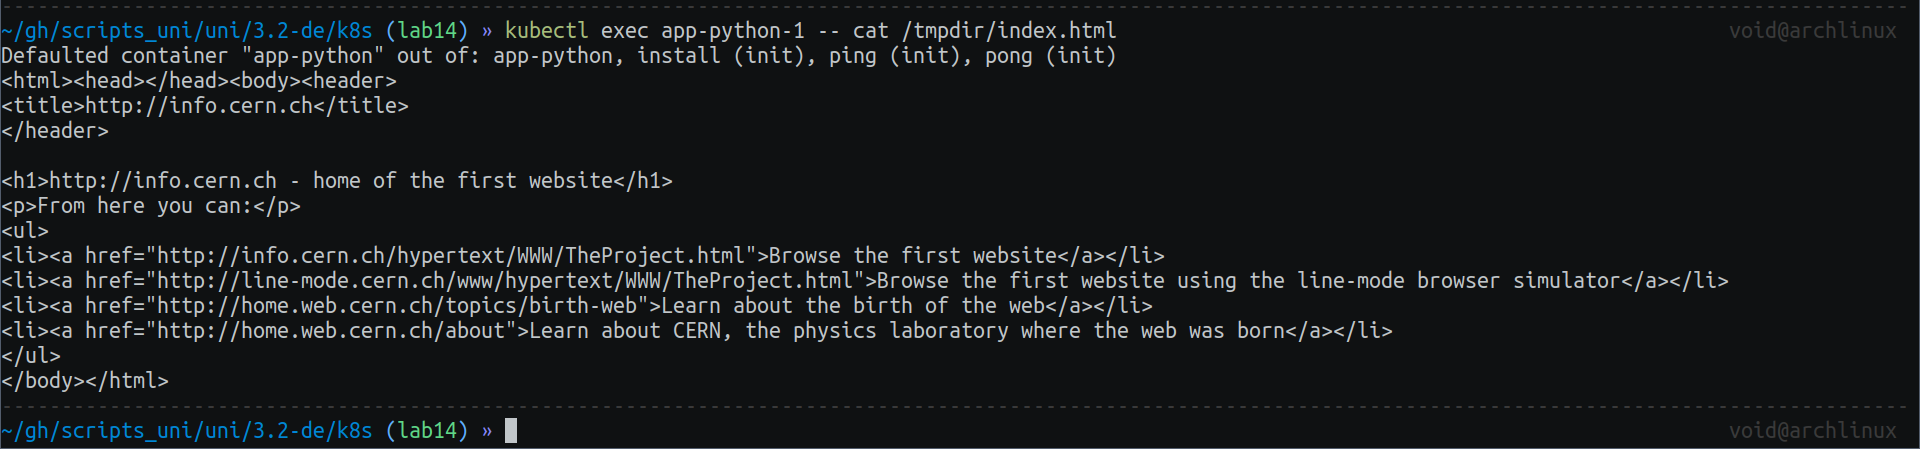 ~/gh/scripts_uni/uni/3.2-de/k8s (lab14) » kubectl exec app-python-1 -- cat /tmpdir/index.html void@archlinux
Defaulted container "app-python" out of: app-python, install (init), ping (init), pong (init)
<html><head></head><body><header>
<title>http://info.cern.ch</title>
</header>

<h1>http://info.cern.ch - home of the first website</h1>
<p>From here you can:</p>
<ul>
<li><a href="http://info.cern.ch/hypertext/WWW/TheProject.html">Browse the first website</a></li>
<li><a href="http://line-mode.cern.ch/www/hypertext/WWW/TheProject.html">Browse the first website using the line-mode browser simulator</a></li>
<li><a href="http://home.web.cern.ch/topics/birth-web">Learn about the birth of the web</a></li>
<li><a href="http://home.web.cern.ch/about">Learn about CERN, the physics laboratory where the web was born</a></li>
</ul>
</body></html>
~/gh/scripts_uni/uni/3.2-de/k8s (lab14) » void@archlinux